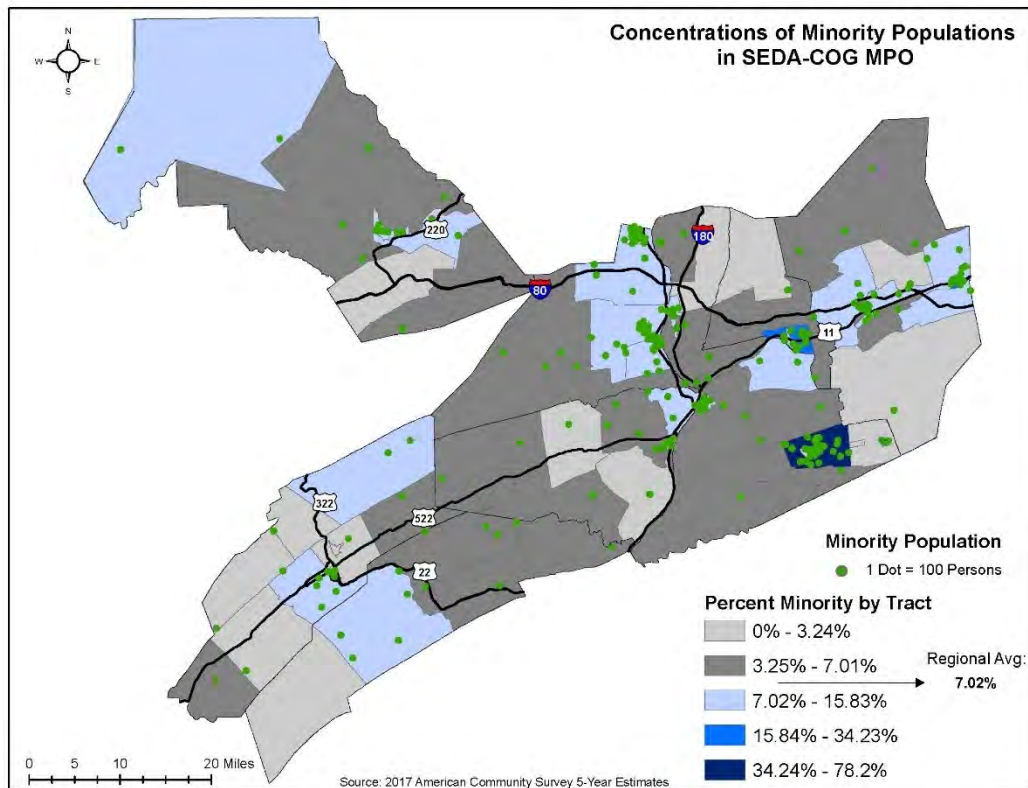 Concentrations of Minority Populations
in SEDA-COG MPO
N
W E
S
220
180
80
11
322
522
22
Minority Population
1 Dot = 100 Persons
Percent Minority by Tract
0% - 3.24%
3.25% - 7.01%
Regional Avg:
7.02%
7.02% - 15.83%
15.84% - 34.23%
34.24% - 78.2%
0 5 10 20 Miles
Source: 2017 American Community Survey 5-Year Estimates